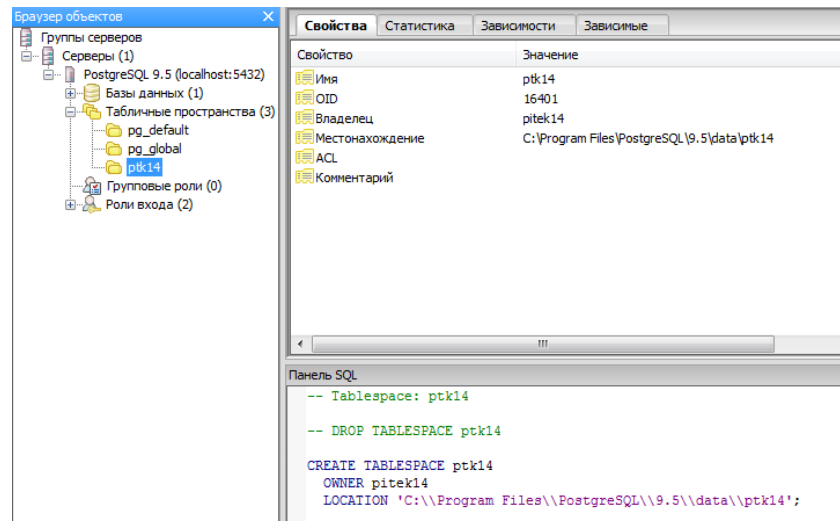 Браузер объектов
Группы серверов
Серверы (1)
PostgreSQL 9.5 (localhost:5432)
Базы данных (1)
Табличные пространства (3)
pg_default
pg_global
ptk14
Групповые роли (0)
Роли входа (2)
Свойства Статистика Зависимости Зависимые
Свойство Значение
Имя ptk14
OID 16401
Владелец pitek14
Местонахождение C:\Program Files\PostgreSQL\9.5\data\ptk14
ACL
Комментарий
Панель SQL
-- Tablespace: ptk14
-- DROP TABLESPACE ptk14
CREATE TABLESPACE ptk14
OWNER pitek14
LOCATION 'C:\\Program Files\\PostgreSQL\\9.5\\data\\ptk14';